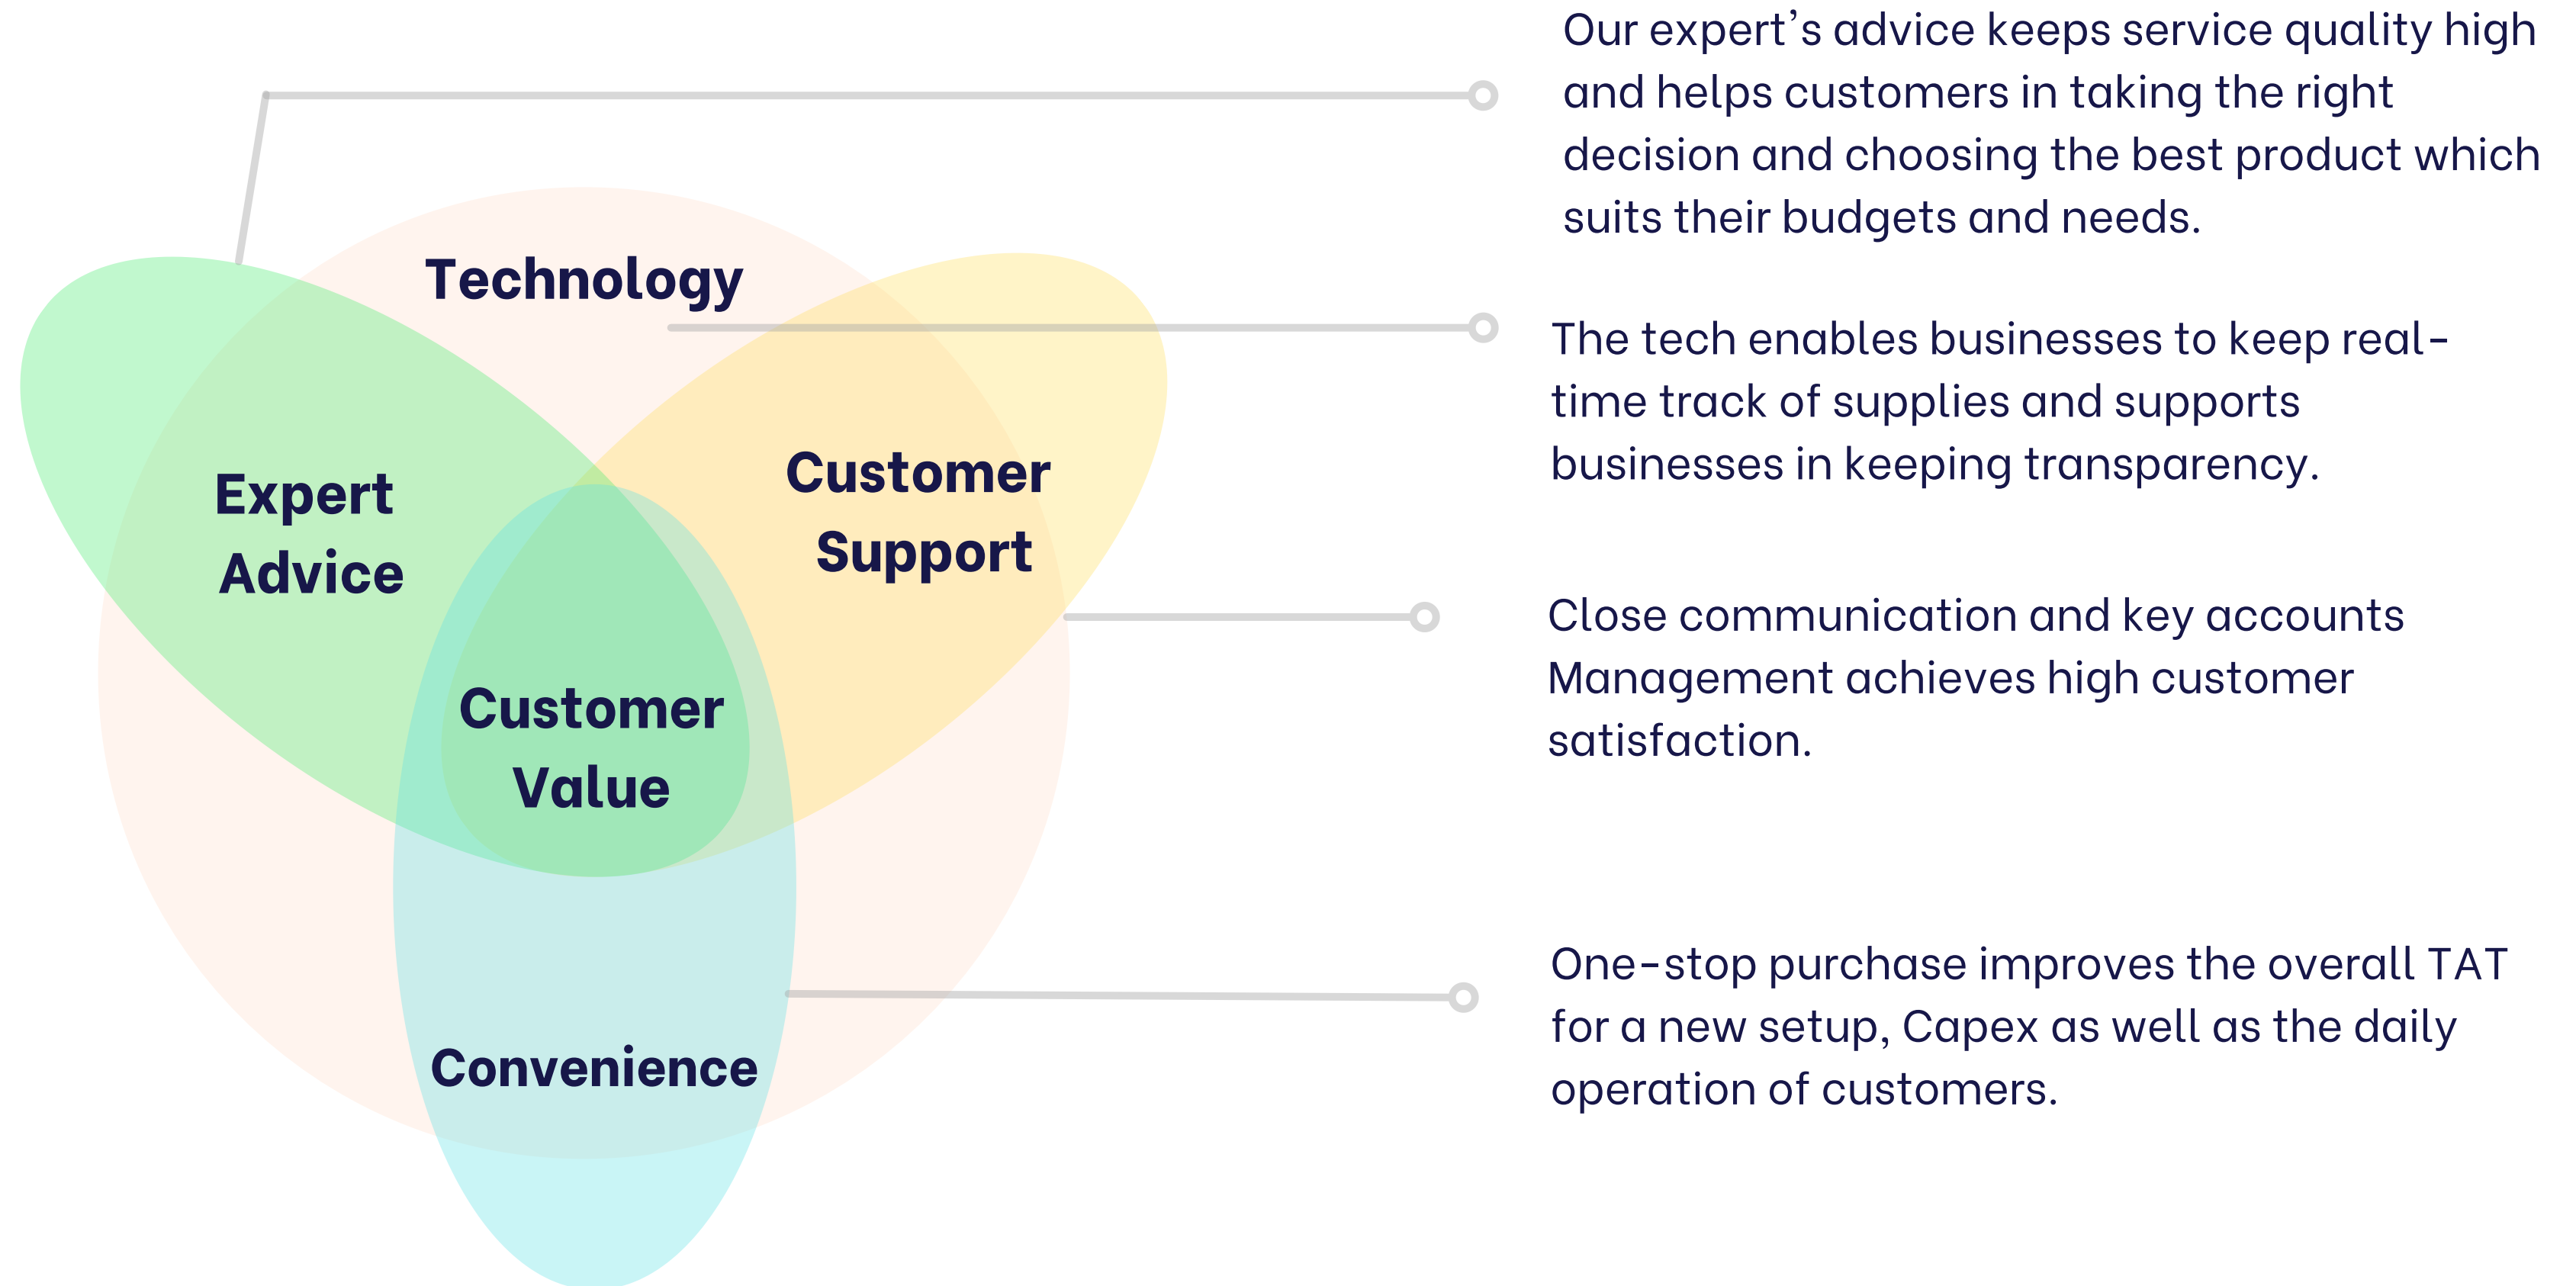 Technology
Expert
Advice
Customer
Support
Customer
Value
Convenience
Our expert’s advice keeps service quality high
and helps customers in taking the right
decision and choosing the best product which
suits their budgets and needs.
The tech enables businesses to keep real-
time track of supplies and supports
businesses in keeping transparency.
Close communication and key accounts
Management achieves high customer
satisfaction.
One-stop purchase improves the overall TAT
for a new setup, Capex as well as the daily
operation of customers.